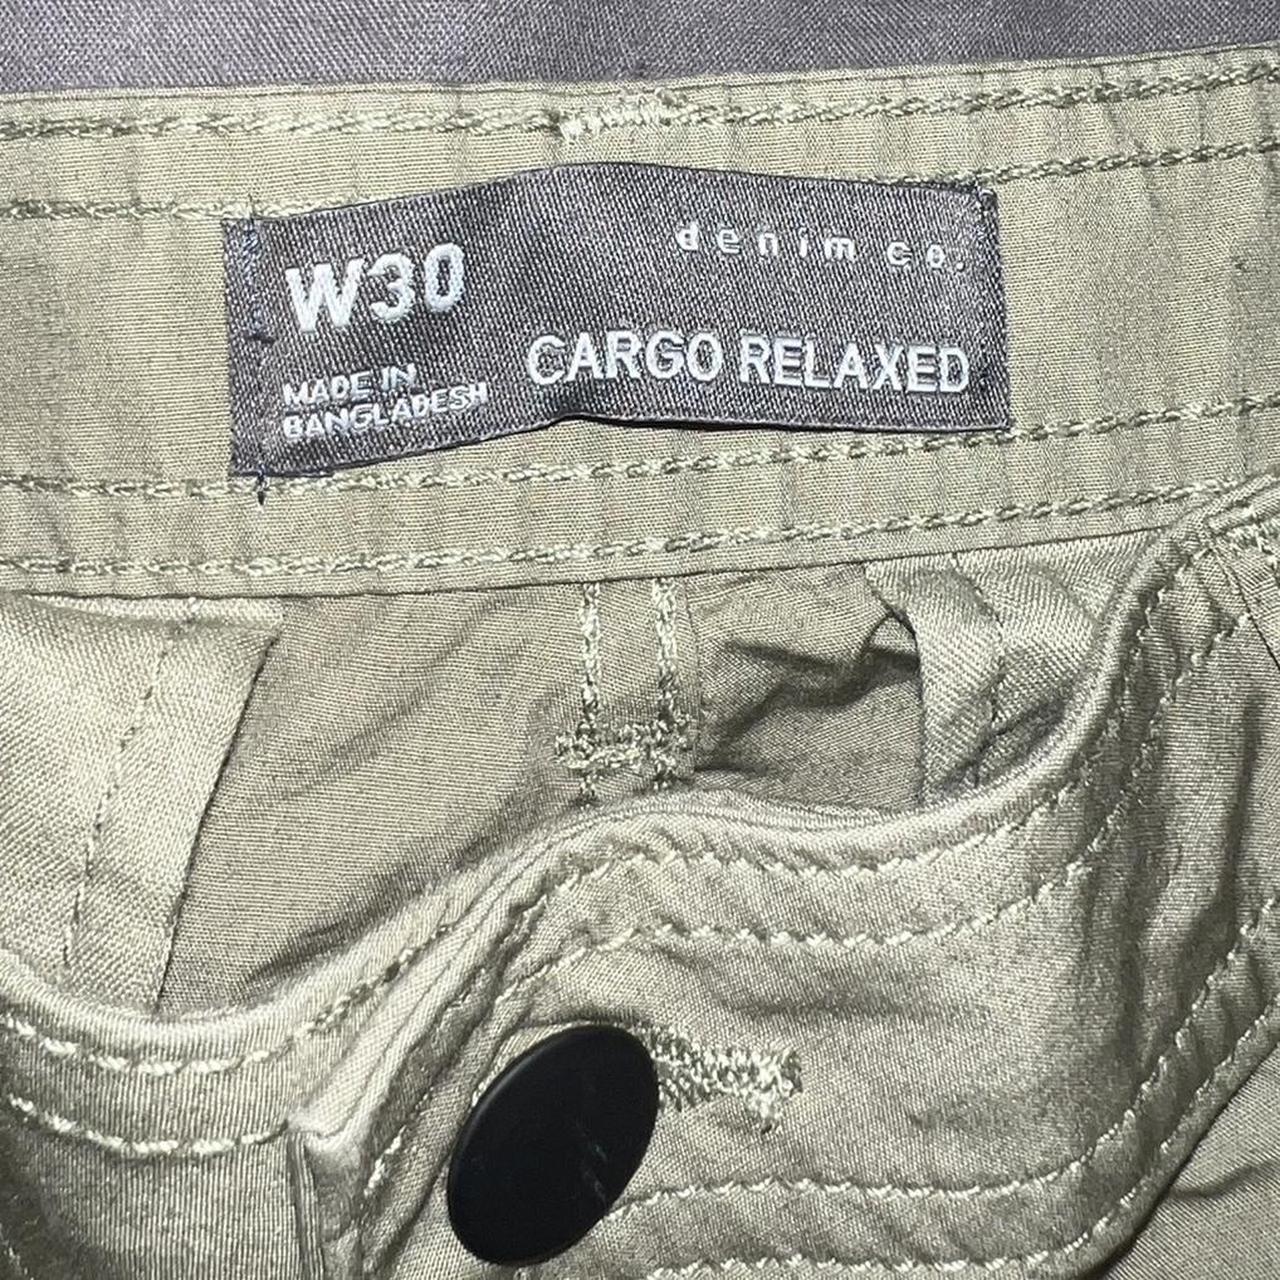 W30
MADE IN
BANGLADESH
denim co.
CARGO RELAXED